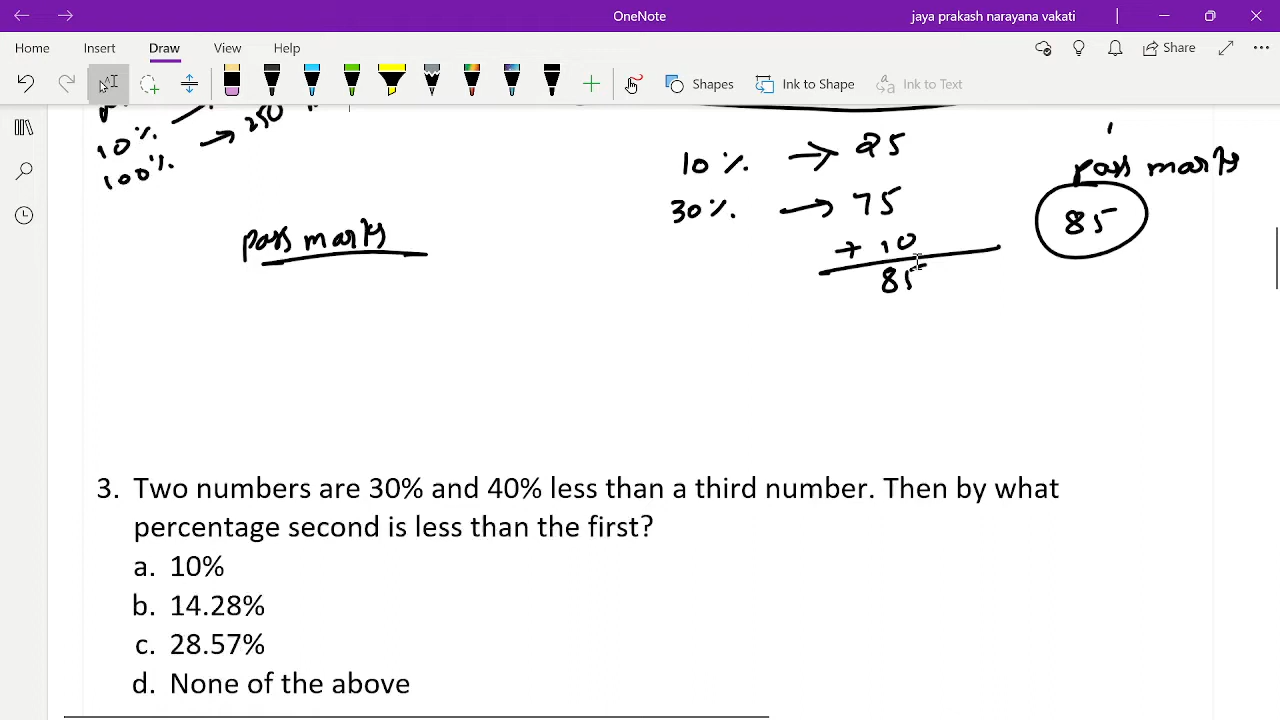 OneNote
jaya prakash narayana vakati
Home Insert Draw View Help
Share
Shapes
Ink to Shape
Ink to Text
10% 
100% → 250
pass marks
10% → 25
30% → 75
+ 10
85
pass marks
85
3. Two numbers are 30% and 40% less than a third number. Then by what
percentage second is less than the first?
a. 10%
b. 14.28%
c. 28.57%
d. None of the above